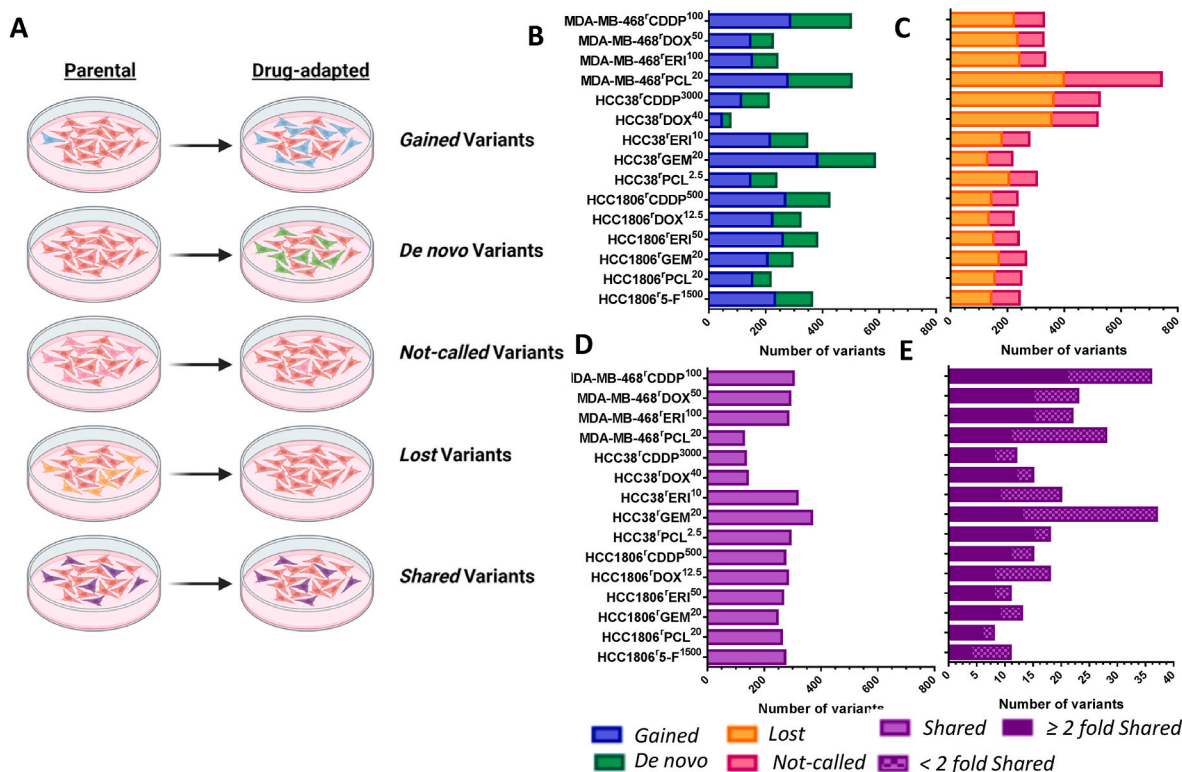 A
Parental
Drug-adapted
Gained Variants
De novo Variants
Not-called Variants
Lost Variants
Shared Variants
B
MDA-MB-468ʳCDDP¹⁰⁰
MDA-MB-468ʳDOX⁵⁰
MDA-MB-468ʳERI¹⁰⁰
MDA-MB-468ʳPCL²⁰
HCC38ʳCDDP³⁰⁰⁰
HCC38ʳDOX⁴⁰
HCC38ʳERI¹⁰
HCC38ʳGEM²⁰
HCC38ʳPCL²·⁵
HCC1806ʳCDDP⁵⁰⁰
HCC1806ʳDOX¹²·⁵
HCC1806ʳERI⁵⁰
HCC1806ʳGEM²⁰
HCC1806ʳPCL²⁰
HCC1806ʳ5-F¹⁵⁰⁰
0 200 400 600 800
Number of variants
C
0 200 400 600 800
Number of variants
D
IDA-MB-468ʳCDDP¹⁰⁰
MDA-MB-468ʳDOX⁵⁰
MDA-MB-468ʳERI¹⁰⁰
MDA-MB-468ʳPCL²⁰
HCC38ʳCDDP³⁰⁰⁰
HCC38ʳDOX⁴⁰
HCC38ʳERI¹⁰
HCC38ʳGEM²⁰
HCC38ʳPCL²·⁵
HCC1806ʳCDDP⁵⁰⁰
HCC1806ʳDOX¹²·⁵
HCC1806ʳERI⁵⁰
HCC1806ʳGEM²⁰
HCC1806ʳPCL²⁰
HCC1806ʳ5-F¹⁵⁰⁰
0 200 400 600 800
Number of variants
E
0 5 10 15 20 25 30 35 40
Number of variants
Gained
Lost
Shared
≥ 2 fold Shared
De novo
Not-called
< 2 fold Shared